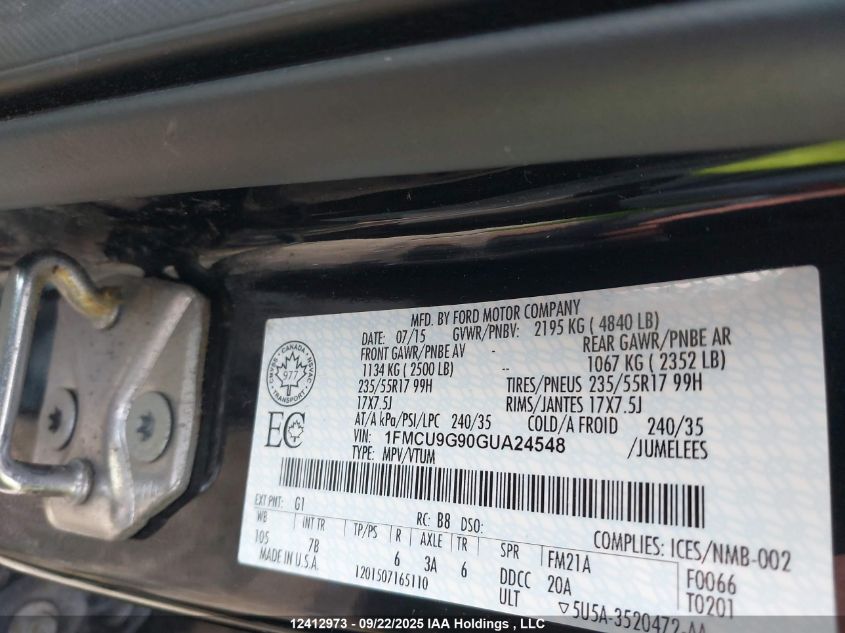 MFD. BY FORD MOTOR COMPANY
DATE: 07/15 GVWR/PNBV: 2195 KG ( 4840 LB)
FRONT GAWR/PNBE AV - REAR GAWR/PNBE AR
1134 KG ( 2500 LB) -- 1067 KG ( 2352 LB)
235/55R17 99H TIRES/PNEUS 235/55R17 99H
17X7.5J RIMS/JANTES 17X7.5J
AT/A kPa/PSI/LPC 240/35 COLD/A FROID 240/35
VIN: 1FMCU9G90GUA24548 /JUMELEES
TYPE: MPV/VTUM
CANADA
977
TRANSPORT
EC
EXT PNT: G1 RC: B8 DSO:
COMPLIES: ICES/NMB-002
WB INT TR TP/PS R AXLE TR SPR FM21A F0066
105 7B 6 3A 6 DDCC 20A T0201
MADE IN U.S.A. 1201507165110 ULT ▽5U5A-3520472-AA
12412973 - 09/22/2025 IAA Holdings , LLC